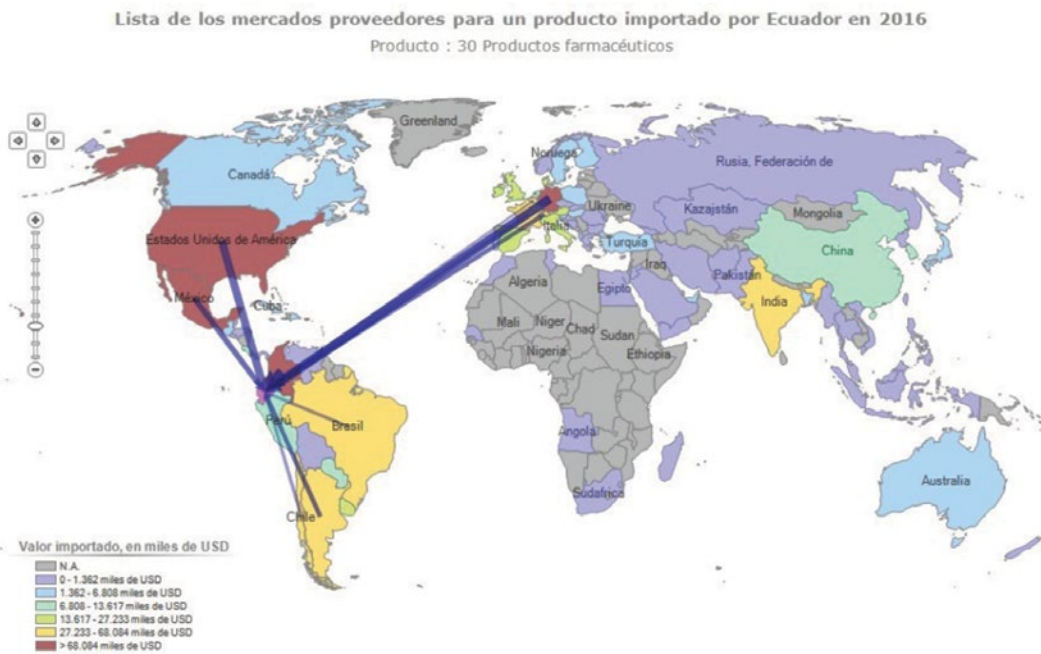 Lista de los mercados proveedores para un producto importado por Ecuador en 2016
Producto : 30 Productos farmacéuticos
Greenland
Noruega
Rusia, Federación de
Canadá
Ukraine
Kazajstán
Mongolia
Italia
Estados Unidos de América
Turquía
China
Iraq
Pakistán
México
Cuba
Algeria
Egipto
India
Mali
Niger
Chad
Sudan
Nigeria
Ethiopia
Perú
Brasil
Angola
Australia
Sudáfrica
Chile
Valor importado, en miles de USD
N.A.
0 - 1.362 miles de USD
1.362 - 6.808 miles de USD
6.808 - 13.617 miles de USD
13.617 - 27.233 miles de USD
27.233 - 68.084 miles de USD
> 68.084 miles de USD